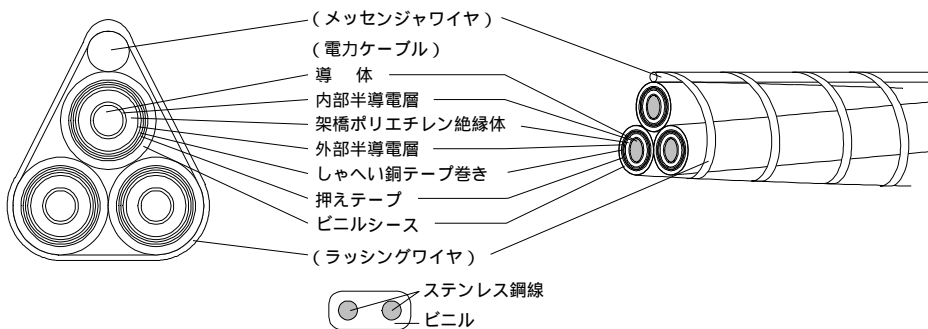 (メッセンジャワイヤ)
(電力ケーブル)
導 体
内部半導電層
架橋ポリエチレン絶縁体
外部半導電層
しゃへい銅テープ巻き
押えテープ
ビニルシース
(ラッシングワイヤ)
ステンレス鋼線
ビニル